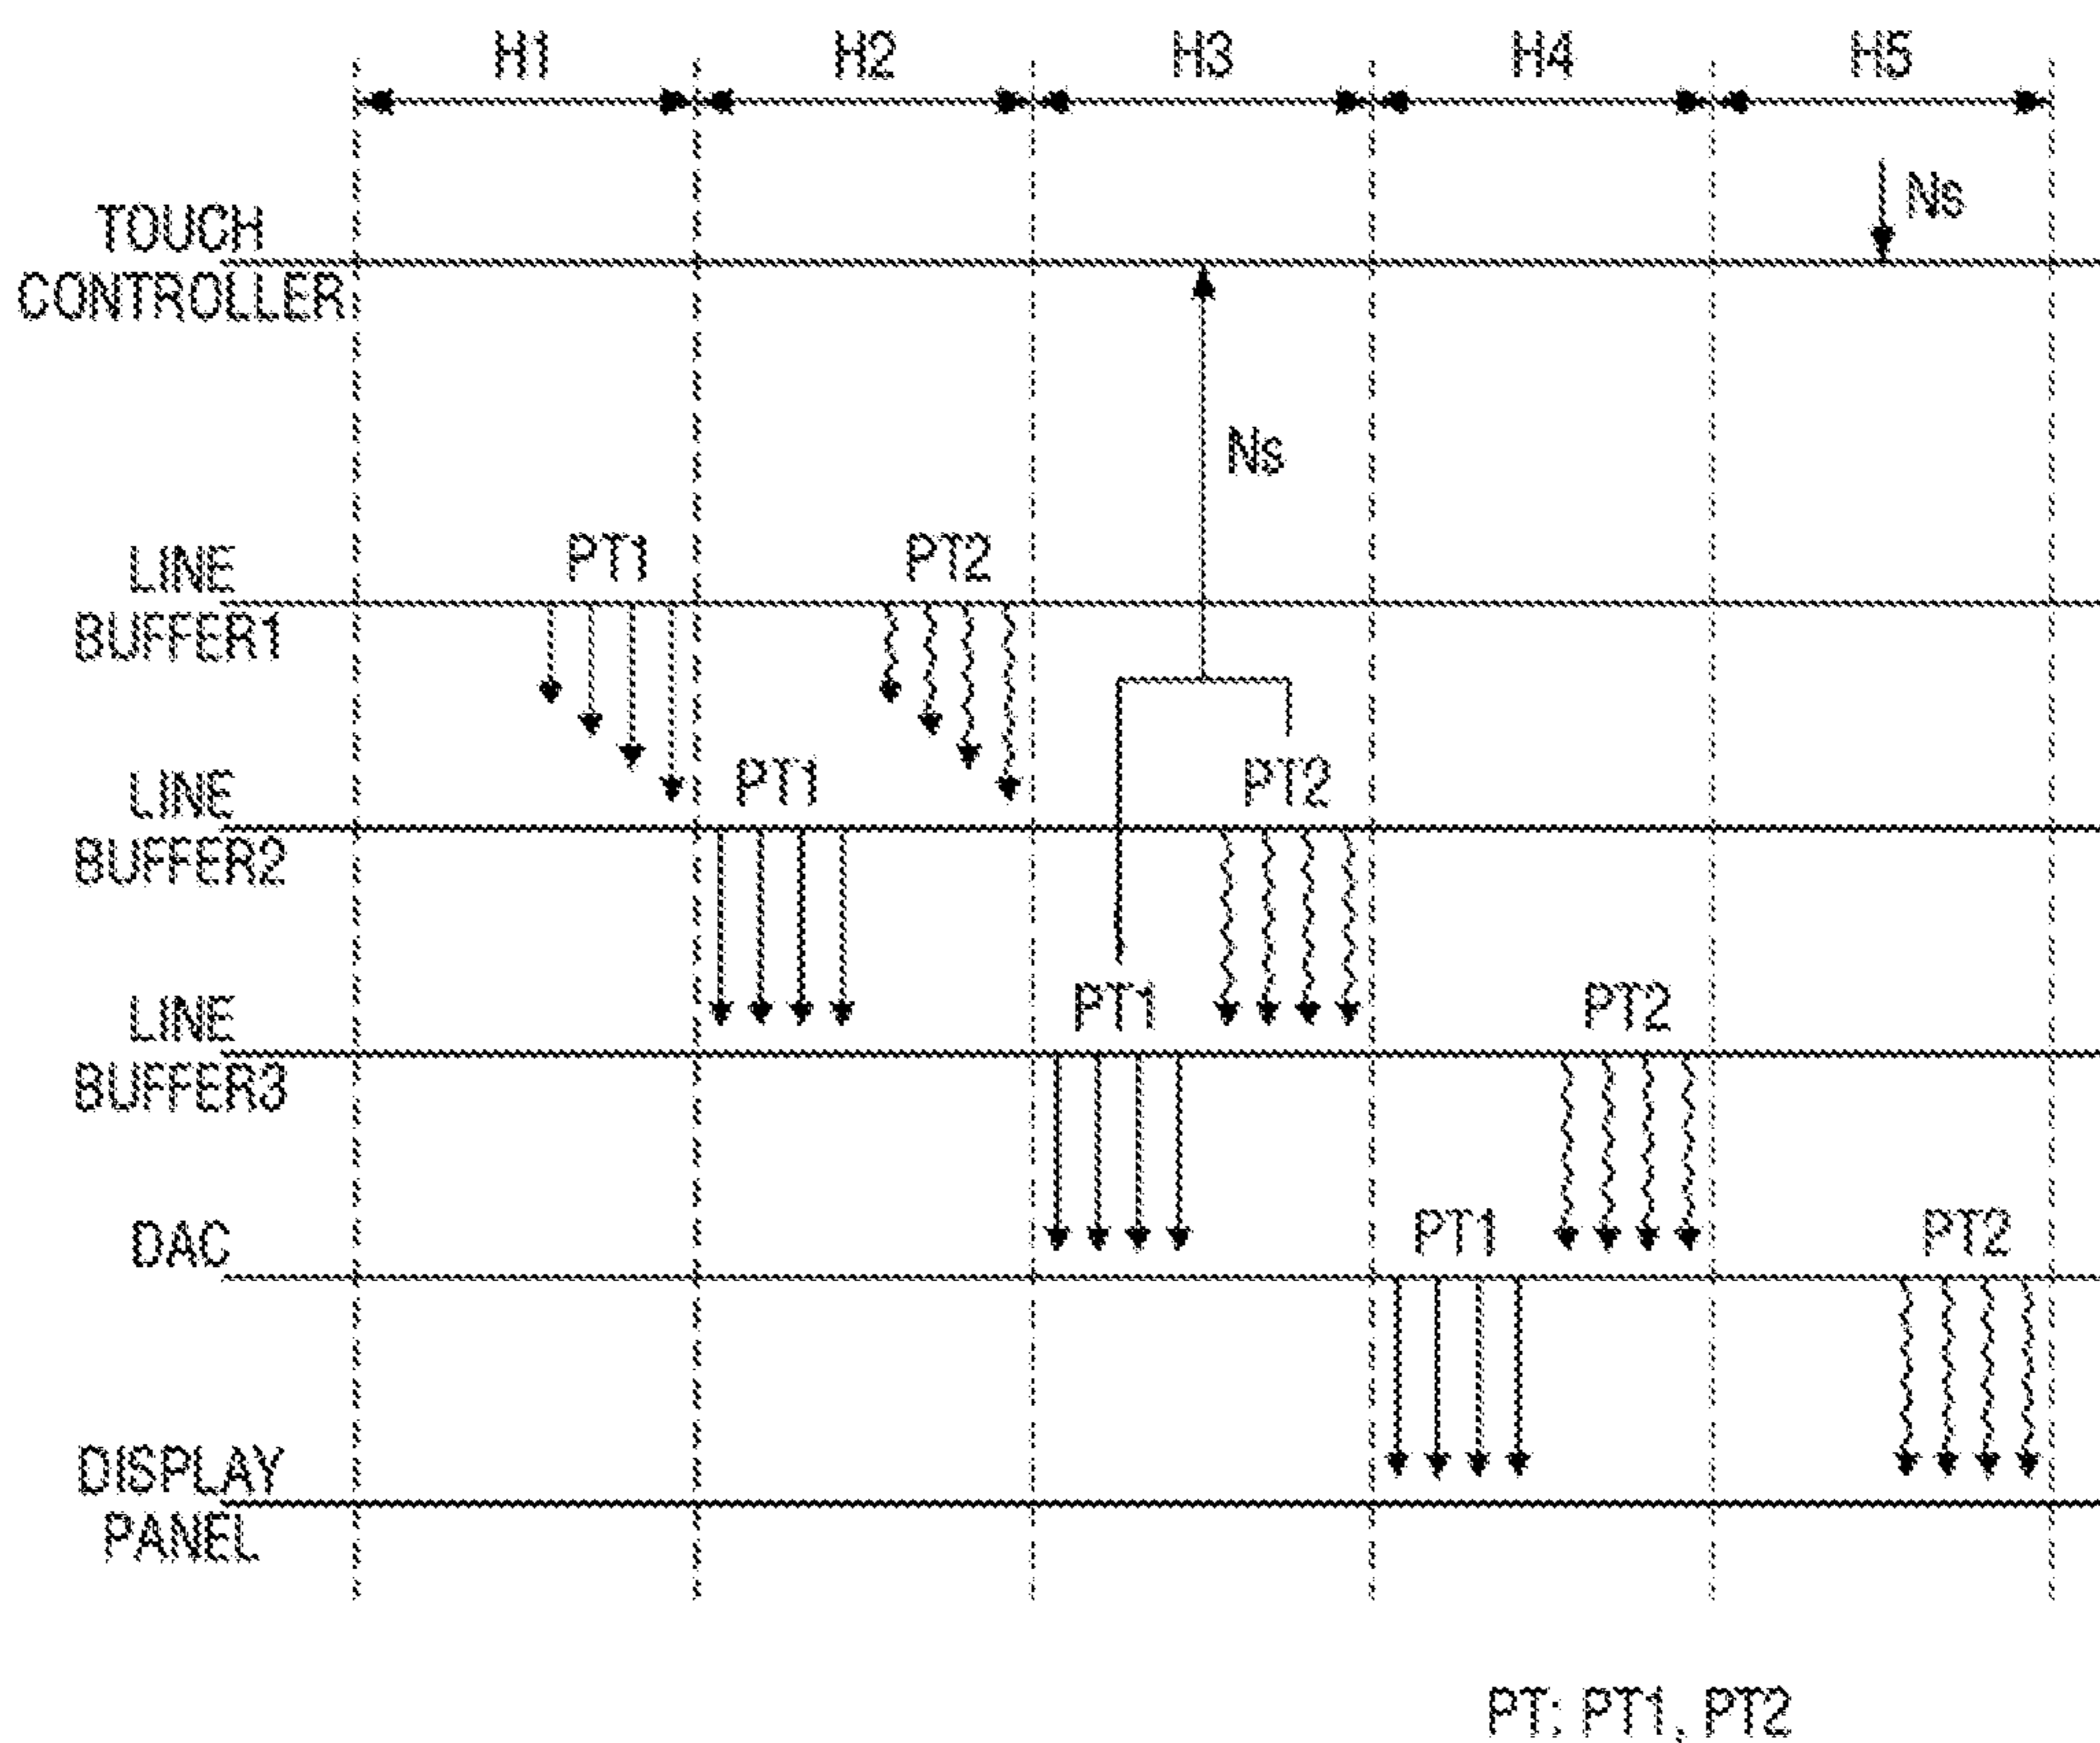 H1 H2 H3 H4 H5
Ns
TOUCH
CONTROLLER
Ns
PT1 PT2
LINE
BUFFER1
PT1 PT2
LINE
BUFFER2
PT1 PT2
LINE
BUFFER3
PT1 PT2
DAC
DISPLAY
PANEL
PT: PT1, PT2